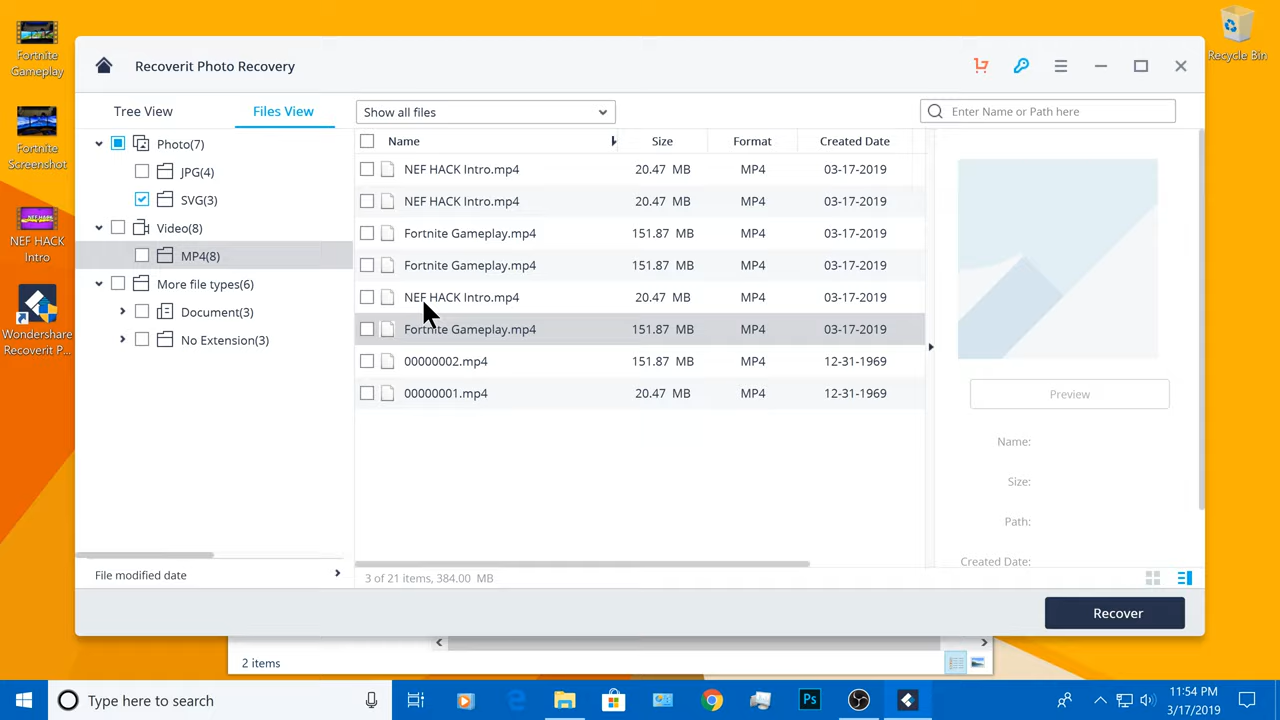 Fortnite
Gameplay
Fortnite
Screenshot
NEF HACK
NEF HACK
Intro
Wondershare
Recoverit P...
Recycle Bin
Recoverit Photo Recovery
Tree View
Files View
Show all files
Enter Name or Path here
Photo(7)
JPG(4)
SVG(3)
Video(8)
MP4(8)
More file types(6)
Document(3)
No Extension(3)
File modified date
Name Size Format Created Date
NEF HACK Intro.mp4 20.47 MB MP4 03-17-2019
NEF HACK Intro.mp4 20.47 MB MP4 03-17-2019
Fortnite Gameplay.mp4 151.87 MB MP4 03-17-2019
Fortnite Gameplay.mp4 151.87 MB MP4 03-17-2019
NEF HACK Intro.mp4 20.47 MB MP4 03-17-2019
Fortnite Gameplay.mp4 151.87 MB MP4 03-17-2019
00000002.mp4 151.87 MB MP4 12-31-1969
00000001.mp4 20.47 MB MP4 12-31-1969
3 of 21 items, 384.00 MB
Preview
Name:
Size:
Path:
Created Date:
Recover
2 items
Type here to search
Ps
11:54 PM
3/17/2019